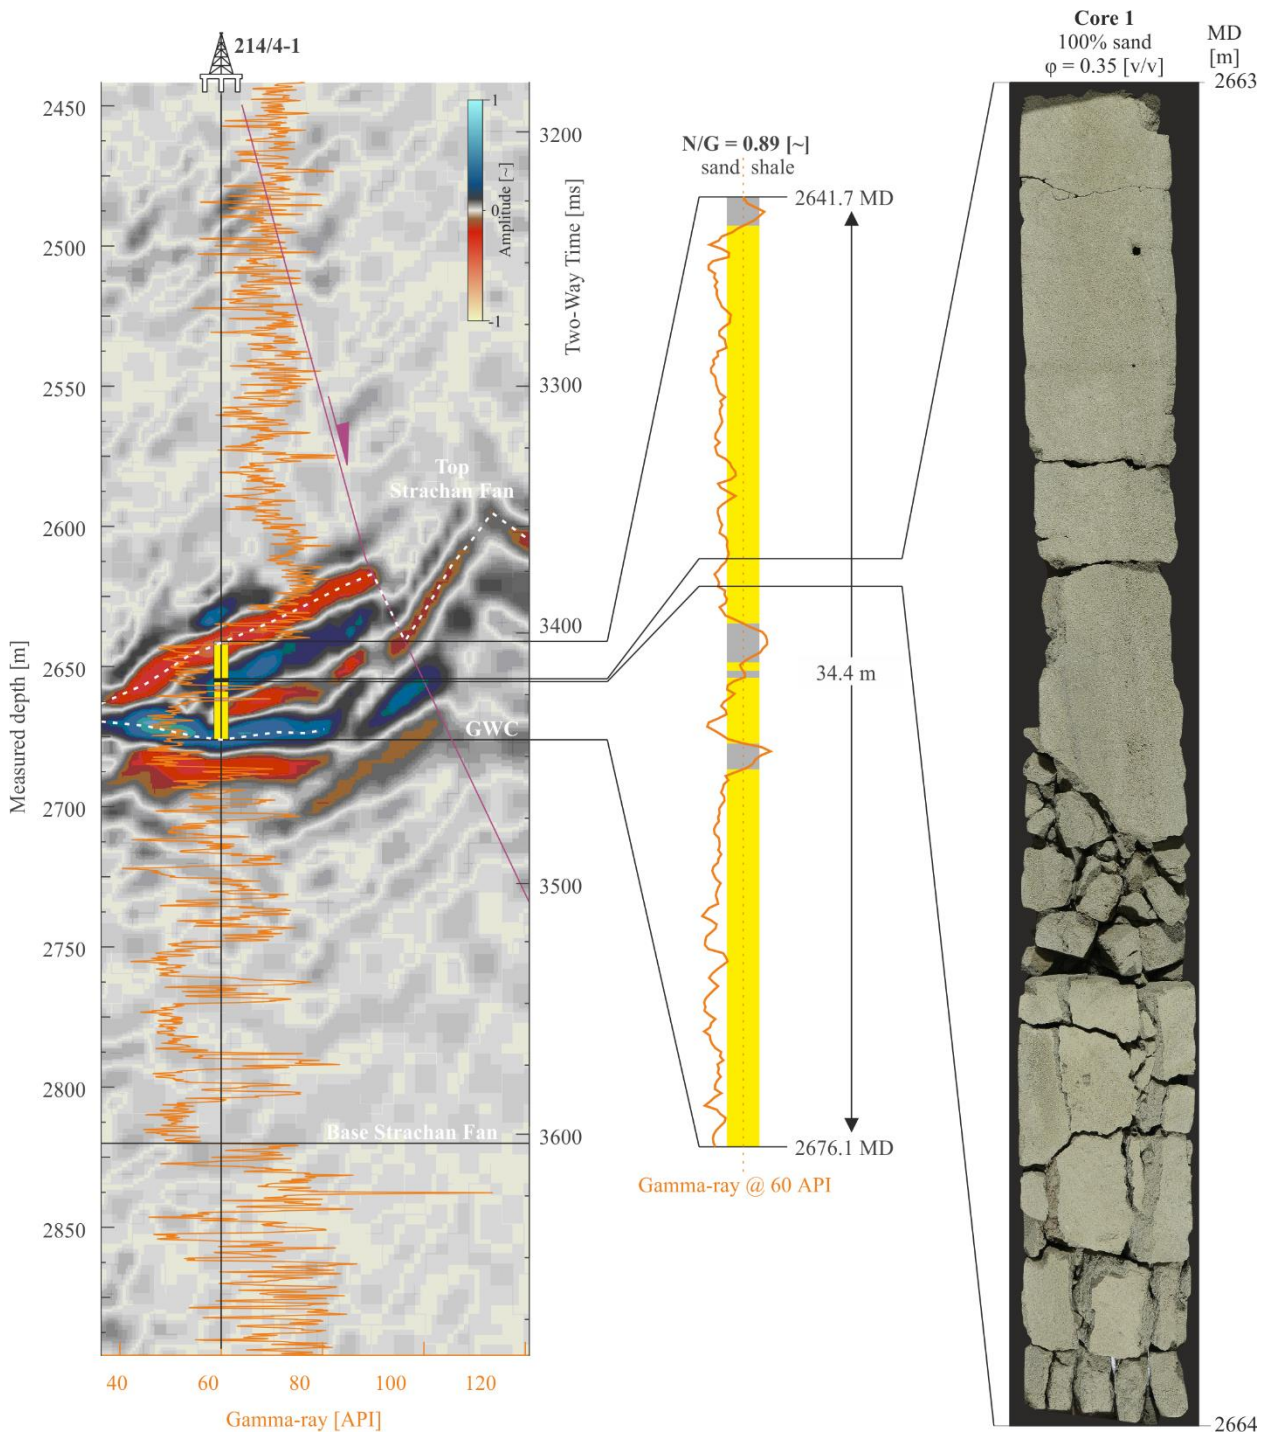 214/4-1
Measured depth [m]
2450
2500
2550
2600
2650
2700
2750
2800
2850
1
0
-1
Amplitude [~]
Two-Way Time [ms]
3200
3300
3400
3500
3600
Top
Strachan Fan
GWC
Base Strachan Fan
40 60 80 100 120
Gamma-ray [API]
N/G = 0.89 [~]
sand shale
2641.7 MD
34.4 m
2676.1 MD
Gamma-ray @ 60 API
Core 1
100% sand
φ = 0.35 [v/v]
MD
[m]
2663
2664